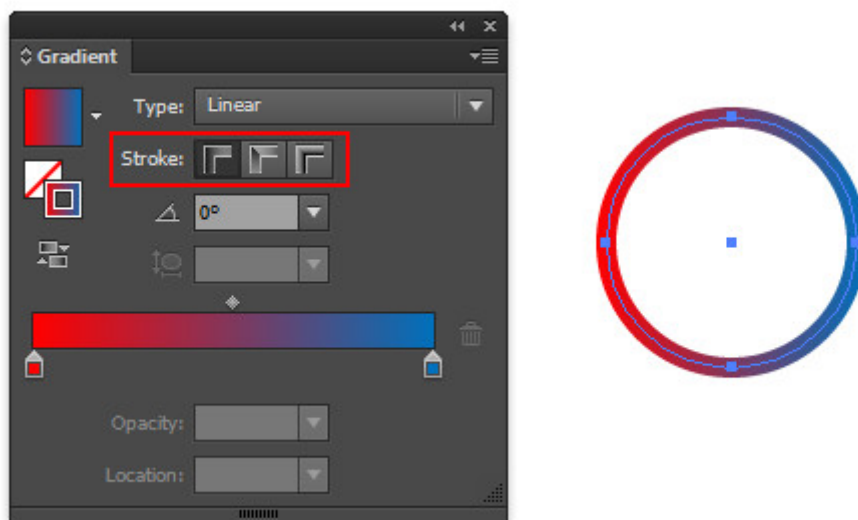 Gradient
Type: Linear
Stroke:
0°
Opacity:
Location: